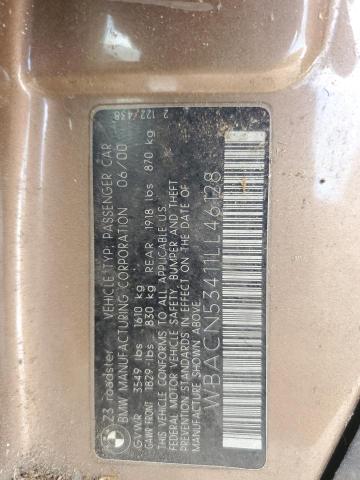 Z3 roadster VEHICLE TYP: PASSENGER CAR
BMW MANUFACTURING CORPORATION 06/00
GVWR 3549 lbs 1610 kg
GAWR FRONT 1829 lbs 830 kg REAR 1918 lbs 870 kg
THIS VEHICLE CONFORMS TO ALL APPLICABLE
FEDERAL MOTOR VEHICLE SAFETY, BUMPER AND THEFT
PREVENTION STANDARDS IN EFFECT ON THE DATE OF
MANUFACTURE SHOWN ABOVE.
WBACN53411LL46128
2 122/438